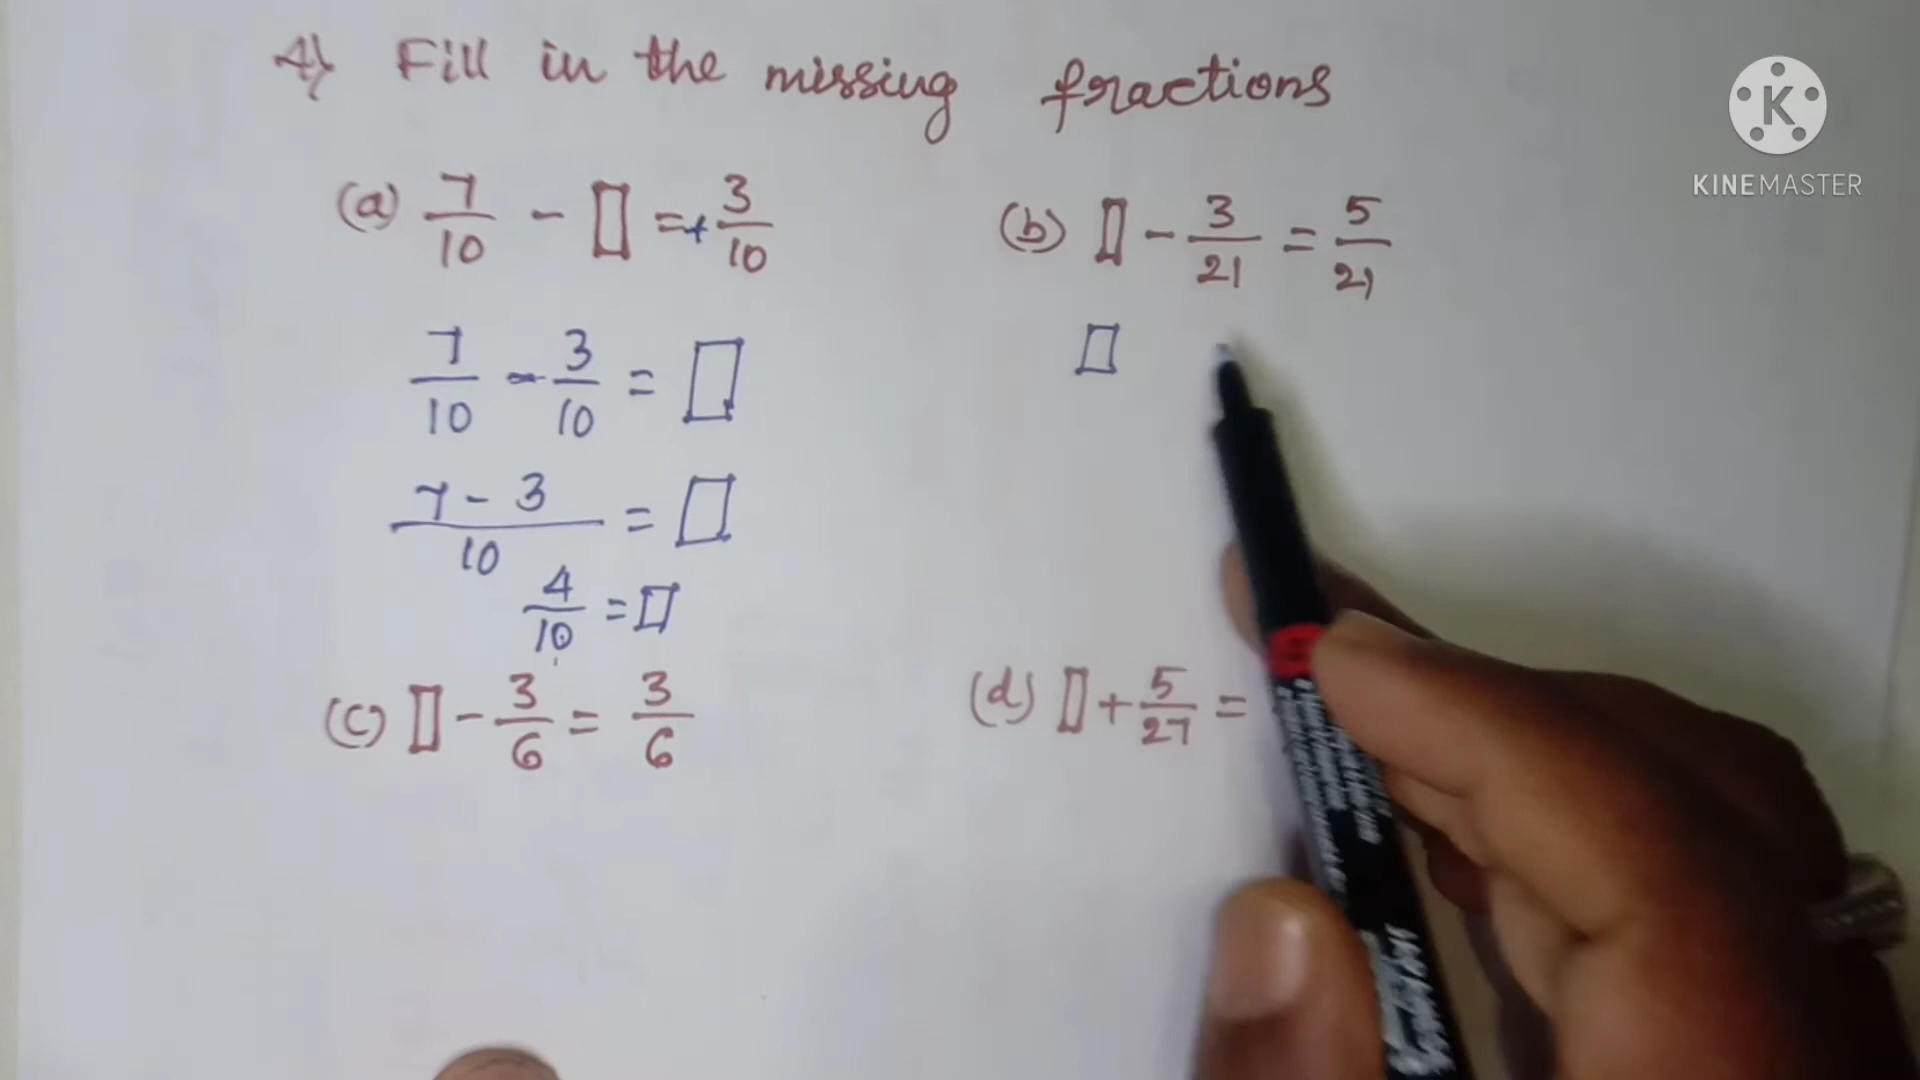 4) Fill in the missing fractions
(a) 7/10 - □ =+ 3/10
7/10 - 3/10 = □
7 - 3/10 = □
4/10 = □
(b) □ - 3/21 = 5/21
□
(c) □ - 3/6 = 3/6
(d) □ + 5/27 =
K
KINEMASTER